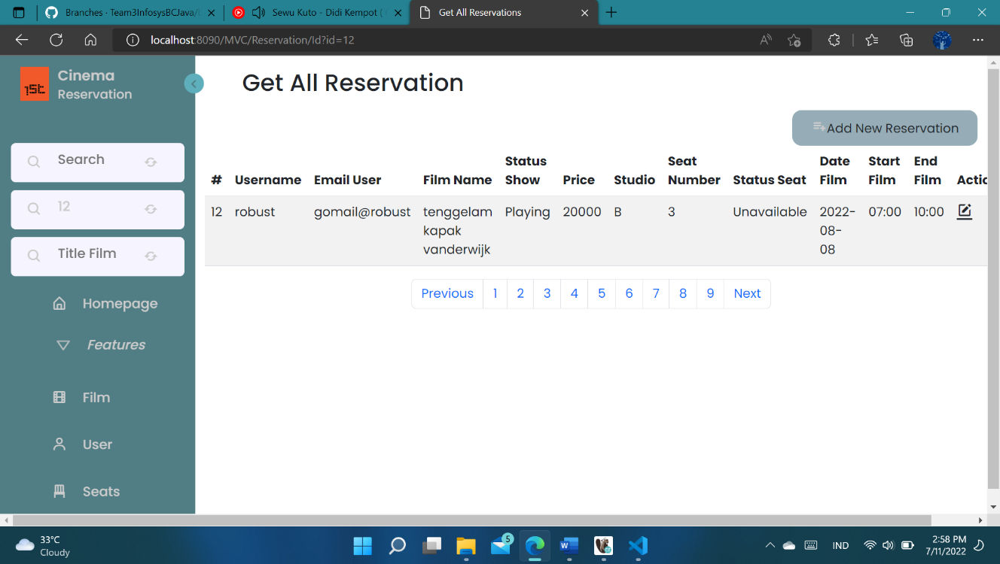 Branches · Team3InfosysBCJava/
Sewu Kuto - Didi Kempot (
Get All Reservations
localhost:8090/MVC/Reservation/Id?id=12
Cinema
Reservation
Get All Reservation
Add New Reservation
Search
12
Title Film
Homepage
Features
Film
User
Seats
# Username Email User Film Name Status Show Price Studio Seat Number Status Seat Date Film Start Film End Film Actio
12 robust gomail@robust tenggelam Playing 20000 B 3 Unavailable 2022- 07:00 10:00
kapak 08-
vanderwijk 08
Previous 1 2 3 4 5 6 7 8 9 Next
33°C
Cloudy
5
IND
2:58 PM
7/11/2022